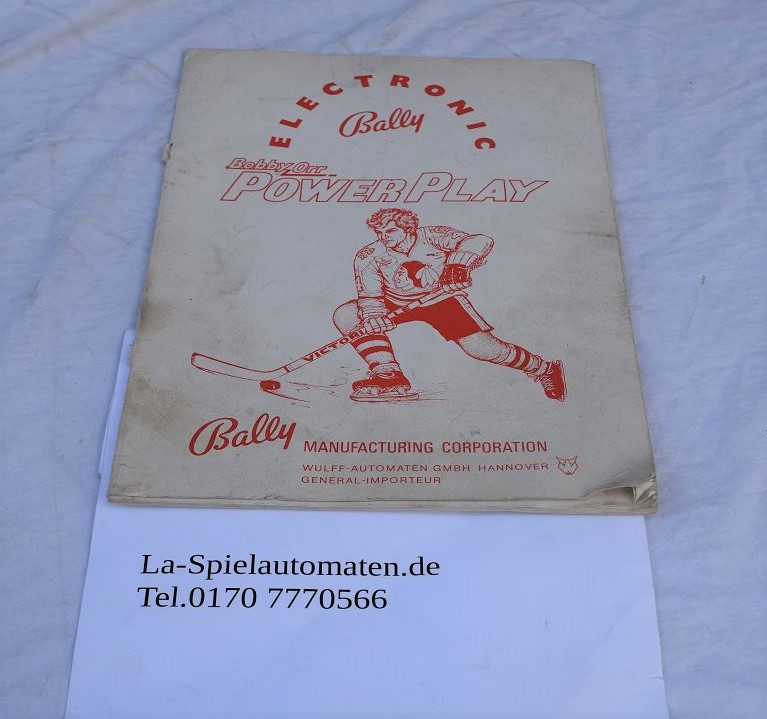 ELECTRONIC
Bally
Bobby Orr
POWER PLAY
VICTORIA
Bally MANUFACTURING CORPORATION
WULFF-AUTOMATEN GMBH HANNOVER
GENERAL-IMPORTEUR
La-Spielautomaten.de
Tel.0170 7770566